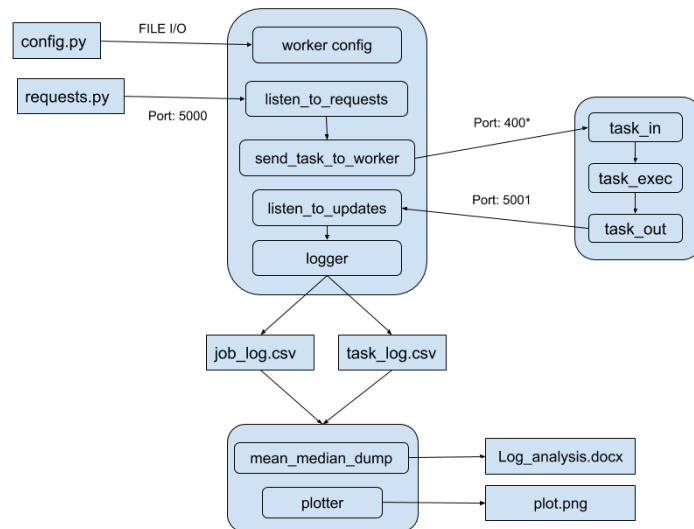 FILE I/O
config.py
worker config
requests.py
listen_to_requests
Port: 5000
Port: 400*
task_in
send_task_to_worker
task_exec
Port: 5001
listen_to_updates
task_out
logger
job_log.csv
task_log.csv
mean_median_dump
Log_analysis.docx
plotter
plot.png